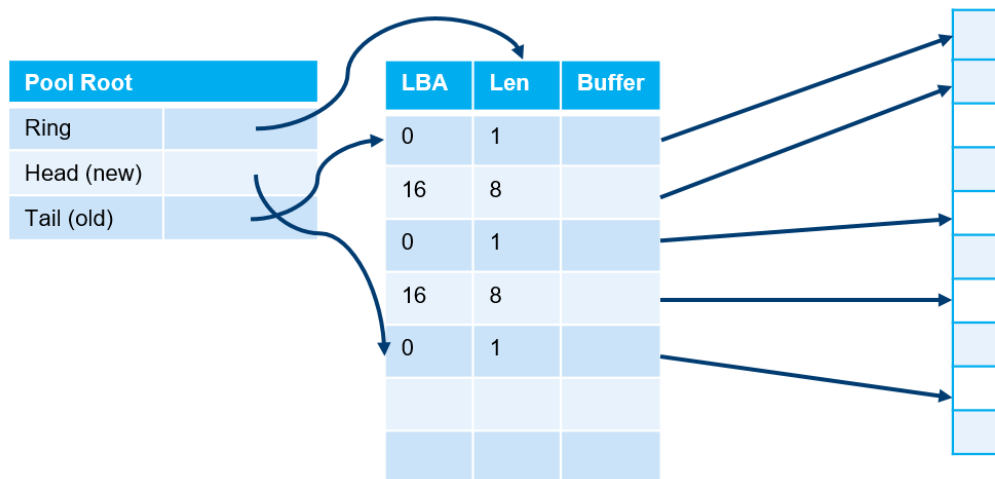 Pool Root
Ring
Head (new)
Tail (old)
LBA Len Buffer
0 1
16 8
0 1
16 8
0 1